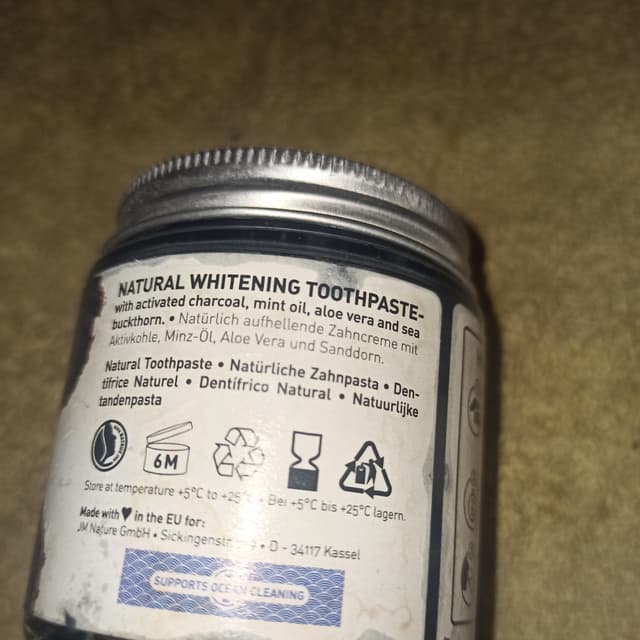 NATURAL WHITENING TOOTHPASTE-
with activated charcoal, mint oil, aloe vera and sea
buckthorn. • Natürlich aufhellende Zahncreme mit
Aktivkohle, Minz-Öl, Aloe Vera und Sanddorn.
Natural Toothpaste • Natürliche Zahnpasta • Den-
tifrice Naturel • Dentífrico Natural • Natuurlijke
tandenpasta
6M
Store at temperature +5°C to +25°C • Bei +5°C bis +25°C lagern.
Made with ♥ in the EU for:
JM Nature GmbH • • D - 34117 Kassel
SUPPORTS OCEAN CLEANING